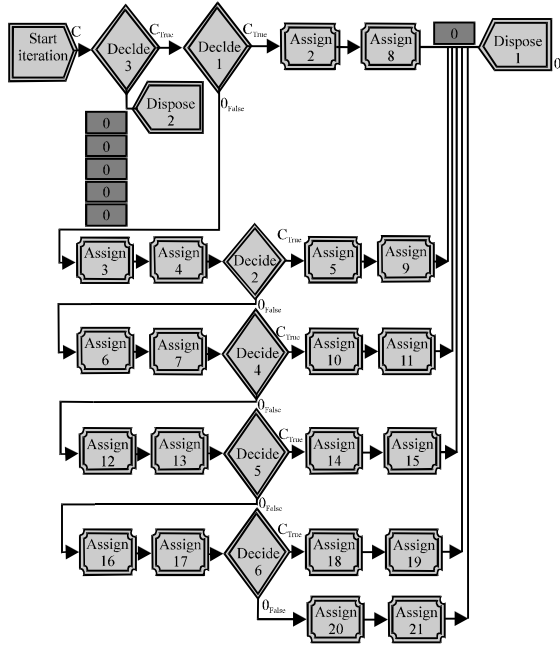 Start
iteration
C
Decide
3
C True
Decide
1
C True
Assign
2
Assign
8
0
Dispose
1
0
Dispose
2
0 False
0
0
0
0
0
Assign
3
Assign
4
Decide
2
C True
Assign
5
Assign
9
0 False
Assign
6
Assign
7
Decide
4
C True
Assign
10
Assign
11
0 False
Assign
12
Assign
13
Decide
5
C True
Assign
14
Assign
15
0 False
Assign
16
Assign
17
Decide
6
C True
Assign
18
Assign
19
0 False
Assign
20
Assign
21